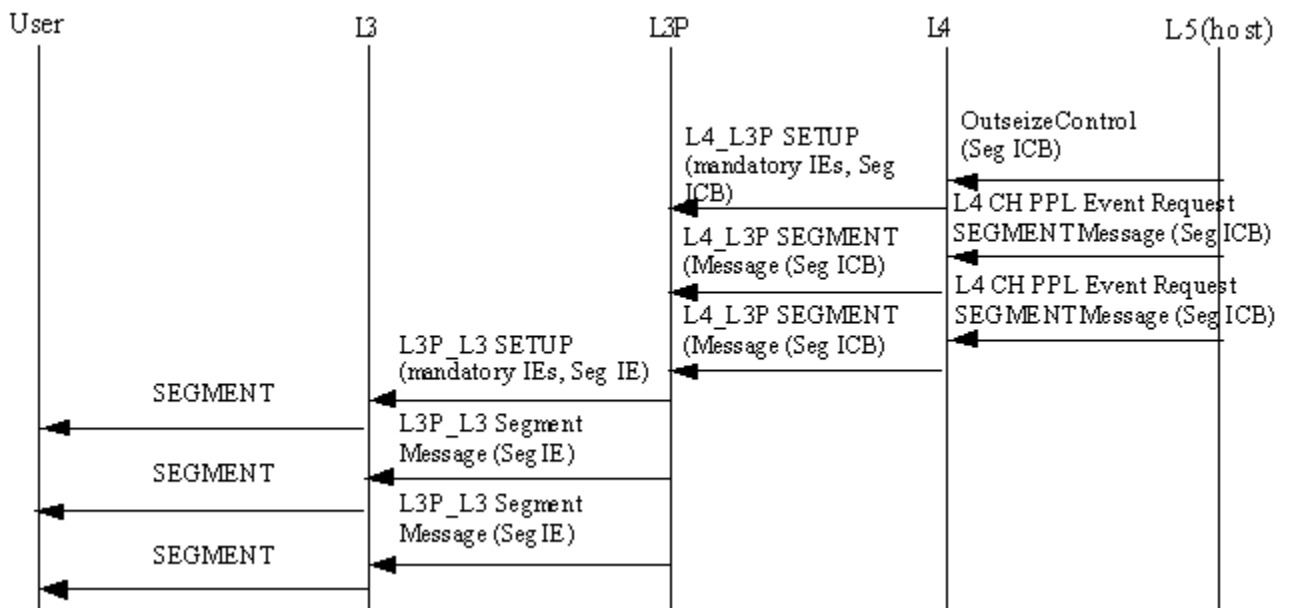 User L3 L3P L4 L5(host)
OutseizeControl
(Seg ICB)
L4_L3P SETUP
(mandatory IEs, Seg
ICB)
L4 CH PPL Event Request
SEGMENT Message (Seg ICB)
L4_L3P SEGMENT
(Message (Seg ICB)
L4 CH PPL Event Request
SEGMENT Message (Seg ICB)
L4_L3P SEGMENT
(Message (Seg ICB)
L3P_L3 SETUP
(mandatory IEs, Seg IE)
SEGMENT
L3P_L3 Segment
Message (Seg IE)
SEGMENT
L3P_L3 Segment
Message (Seg IE)
SEGMENT